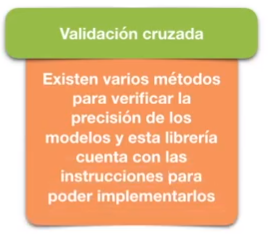 Validación cruzada
Existen varios métodos
para verificar la
precisión de los
modelos y esta librería
cuenta con las
instrucciones para
poder implementarlos